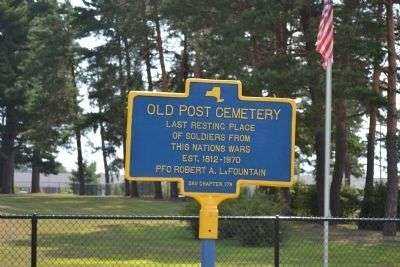 OLD POST CEMETERY
LAST RESTING PLACE
OF SOLDIERS FROM
THIS NATIONS WARS
EST. 1812-1970
PFC ROBERT A. LaFOUNTAIN
DAV CHAPTER 179